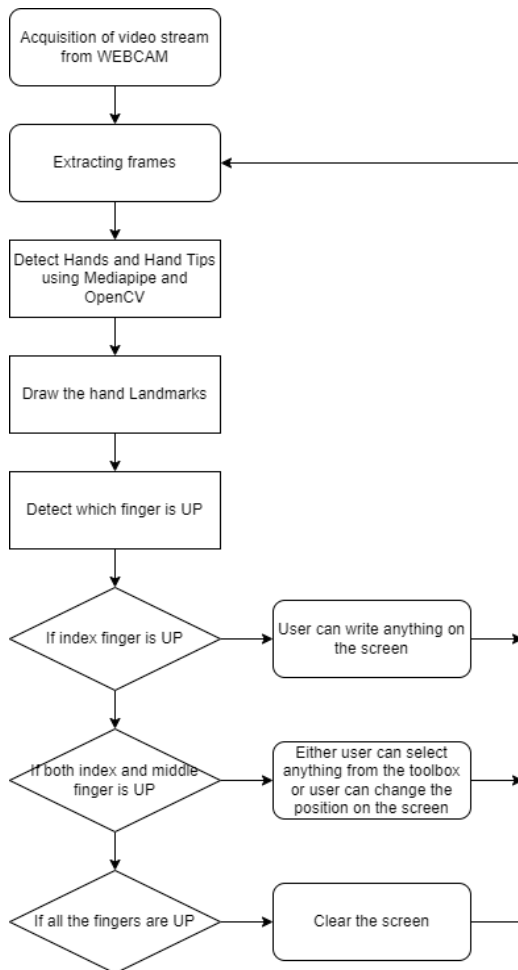 Acquisition of video stream
from WEBCAM
Extracting frames
Detect Hands and Hand Tips
using Mediapipe and
OpenCV
Draw the hand Landmarks
Detect which finger is UP
If index finger is UP
User can write anything on
the screen
If both index and middle
finger is UP
Either user can select
anything from the toolbox
or user can change the
position on the screen
If all the fingers are UP
Clear the screen